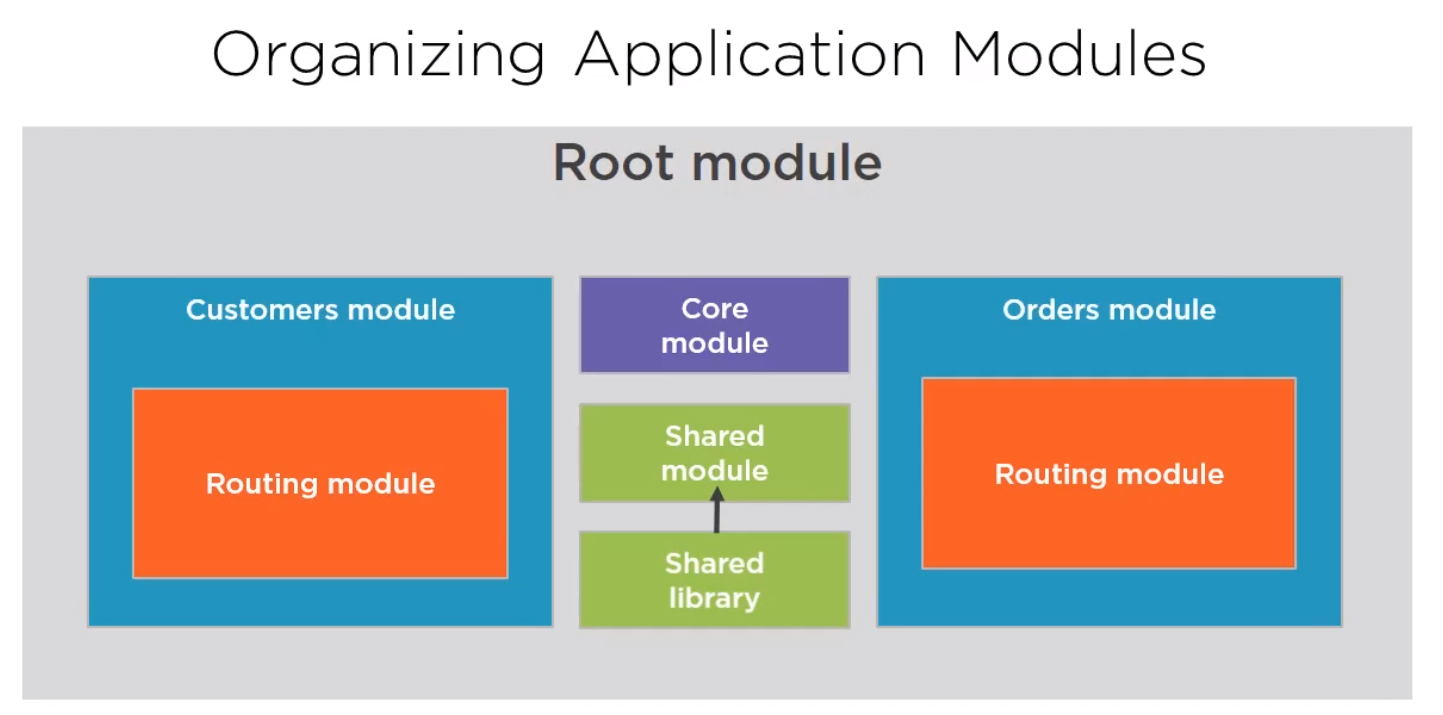 Organizing Application Modules
Root module
Customers module
Routing module
Core
module
Shared
module
Shared
library
Orders module
Routing module